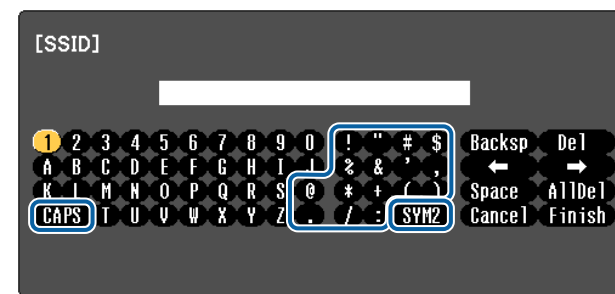 [SSID]
1 2 3 4 5 6 7 8 9 0 ! " # $ Backsp Del
A B C D E F G H I J % & ' , ← →
K L M N O P Q R S @ * + ( ) Space AllDel
CAPS T U V W X Y Z . / : SYM2 Cancel Finish